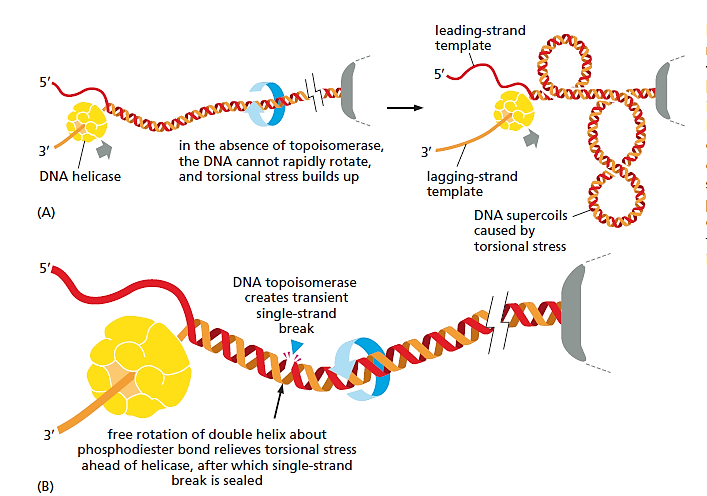 leading-strand
template
5′
5′
in the absence of topoisomerase,
the DNA cannot rapidly rotate,
and torsional stress builds up
3′
3′
DNA helicase
lagging-strand
template
(A)
DNA supercoils
caused by
torsional stress
5′
DNA topoisomerase
creates transient
single-strand
break
3′
free rotation of double helix about
phosphodiester bond relieves torsional stress
ahead of helicase, after which single-strand
break is sealed
(B)